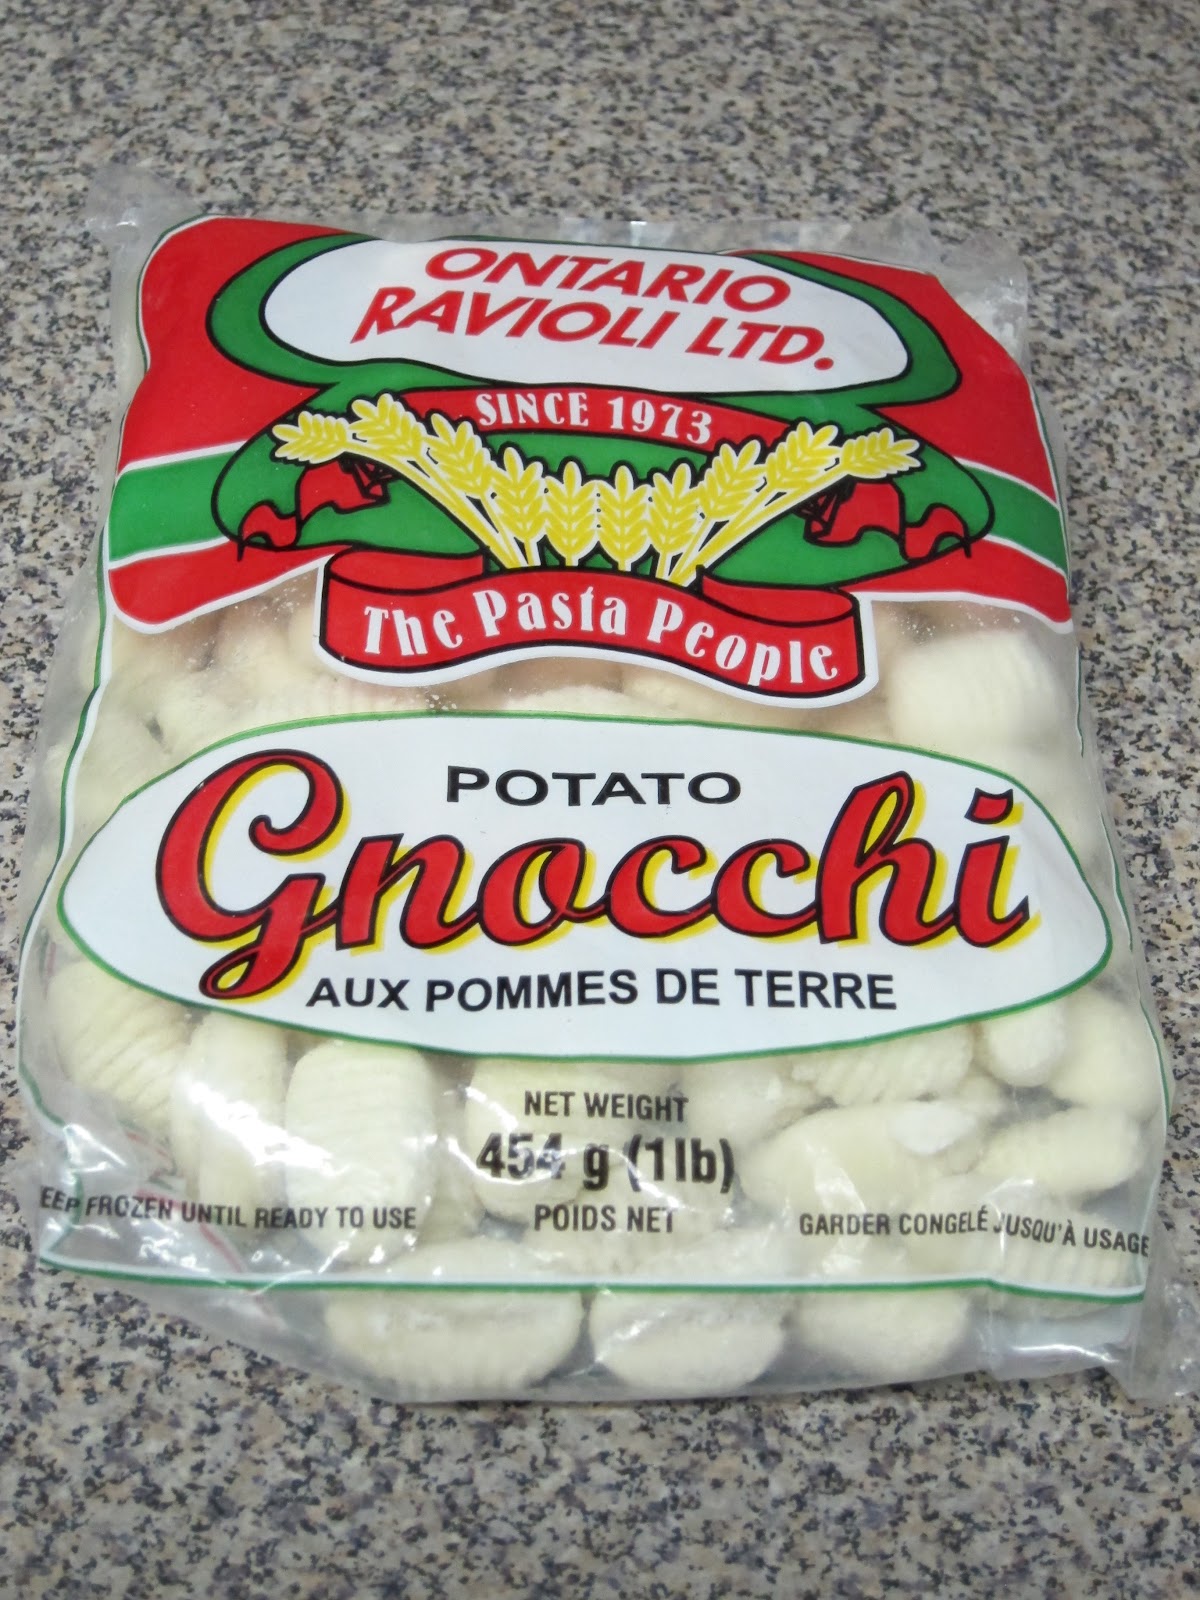 ONTARIO
RAVIOLI LTD.
SINCE 1973
The Pasta People
POTATO
Gnocchi
AUX POMMES DE TERRE
NET WEIGHT
454 g (1lb)
POIDS NET
EEP FROZEN UNTIL READY TO USE
GARDER CONGELÉ JUSQU'À USAGE